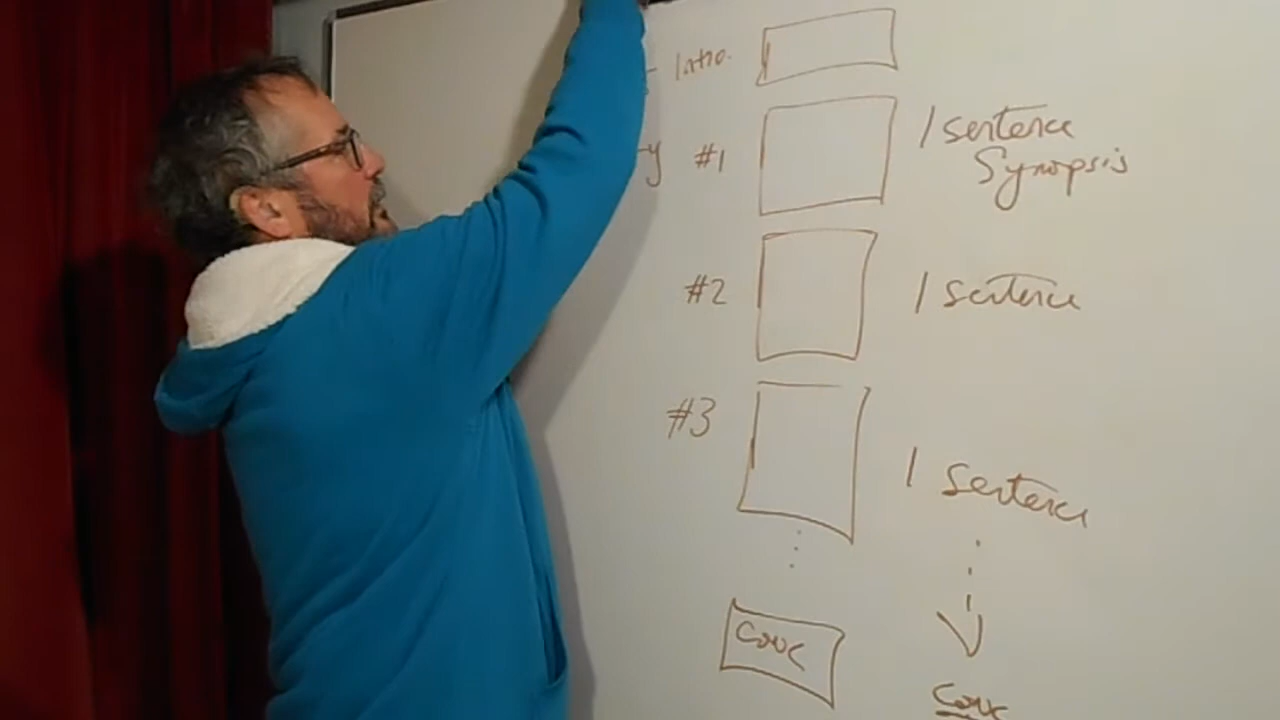 Intro.
#1
1 sentence
Synopsis
#2
1 sentence
#3
1 sentence
Conc
Conc